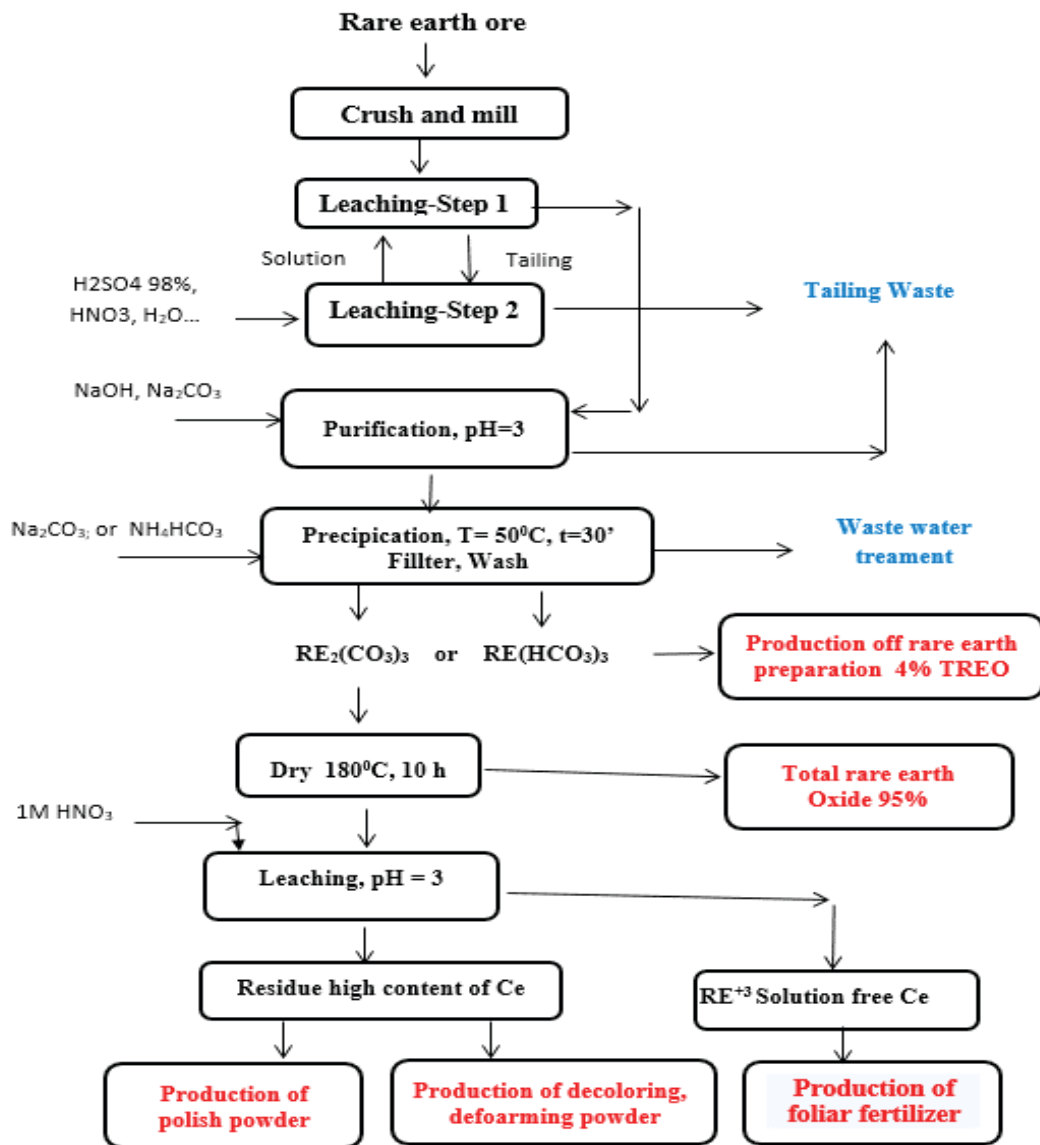 Rare earth ore
Crush and mill
Leaching-Step 1
Solution
Tailing
H2SO4 98%,
HNO3, H₂O...
Leaching-Step 2
Tailing Waste
NaOH, Na₂CO₃
Purification, pH=3
Na₂CO₃; or NH₄HCO₃
Precipication, T= 50⁰C, t=30’
Fillter, Wash
Waste water
treament
RE₂(CO₃)₃ or RE(HCO₃)₃
Production off rare earth
preparation 4% TREO
Dry 180⁰C, 10 h
Total rare earth
Oxide 95%
1M HNO₃
Leaching, pH = 3
Residue high content of Ce
RE⁺³ Solution free Ce
Production of
polish powder
Production of decoloring,
defoarming powder
Production of
foliar fertilizer